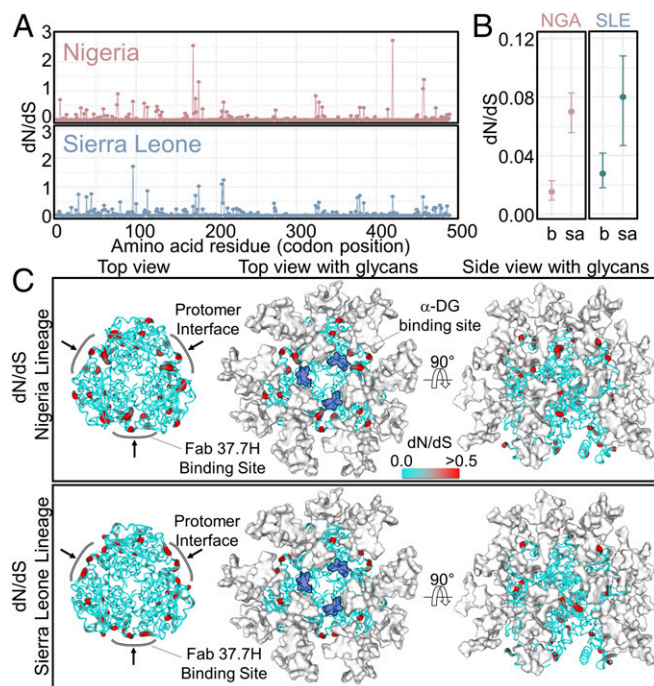 A
3
Nigeria
2
1
0
dN/dS
3
Sierra Leone
2
1
0
0 100 200 300 400 500
Amino acid residue (codon position)
B
NGA SLE
0.12
0.08
0.04
0.00
dN/dS
b sa b sa
C
Top view Top view with glycans Side view with glycans
dN/dS
Nigeria Lineage
Protomer
Interface
Fab 37.7H
Binding Site
α-DG
binding site
90°
dN/dS
0.0 >0.5
dN/dS
Sierra Leone Lineage
Protomer
Interface
Fab 37.7H
Binding Site
90°